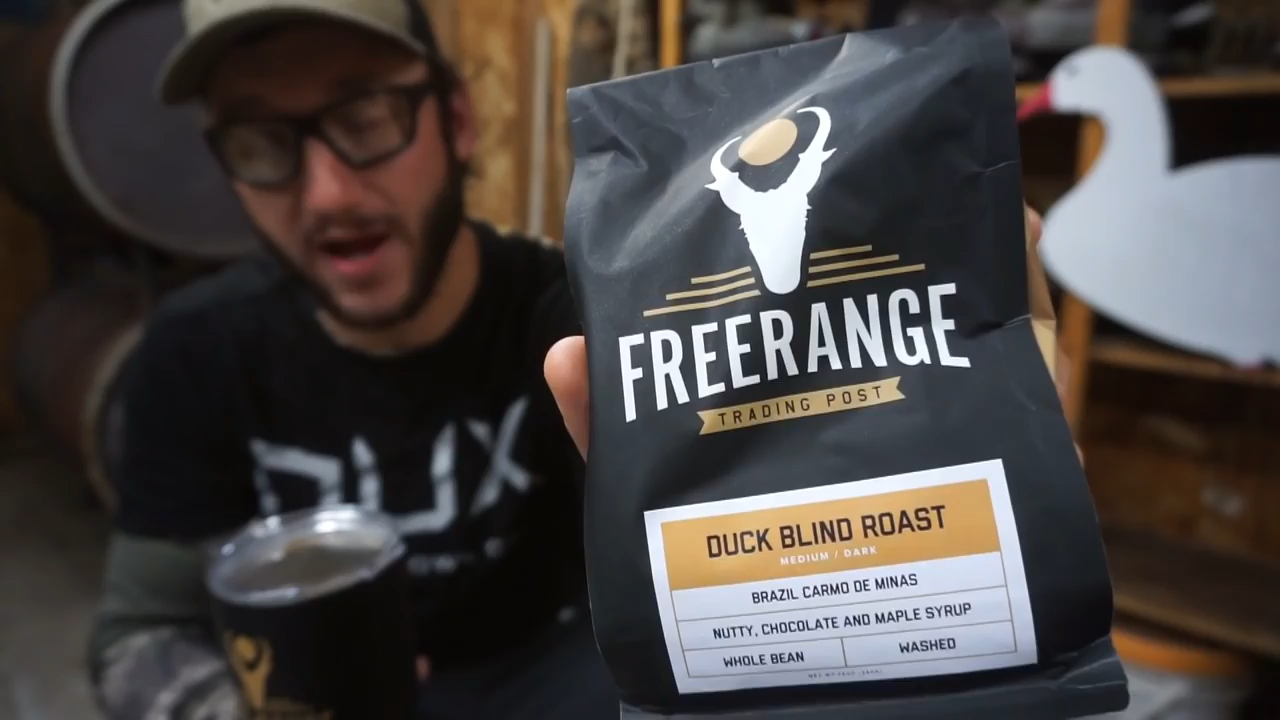 FREERANGE
TRADING POST
DUX
DUCK BLIND ROAST
MEDIUM / DARK
BRAZIL CARMO DE MINAS
NUTTY, CHOCOLATE AND MAPLE SYRUP
WHOLE BEAN
WASHED